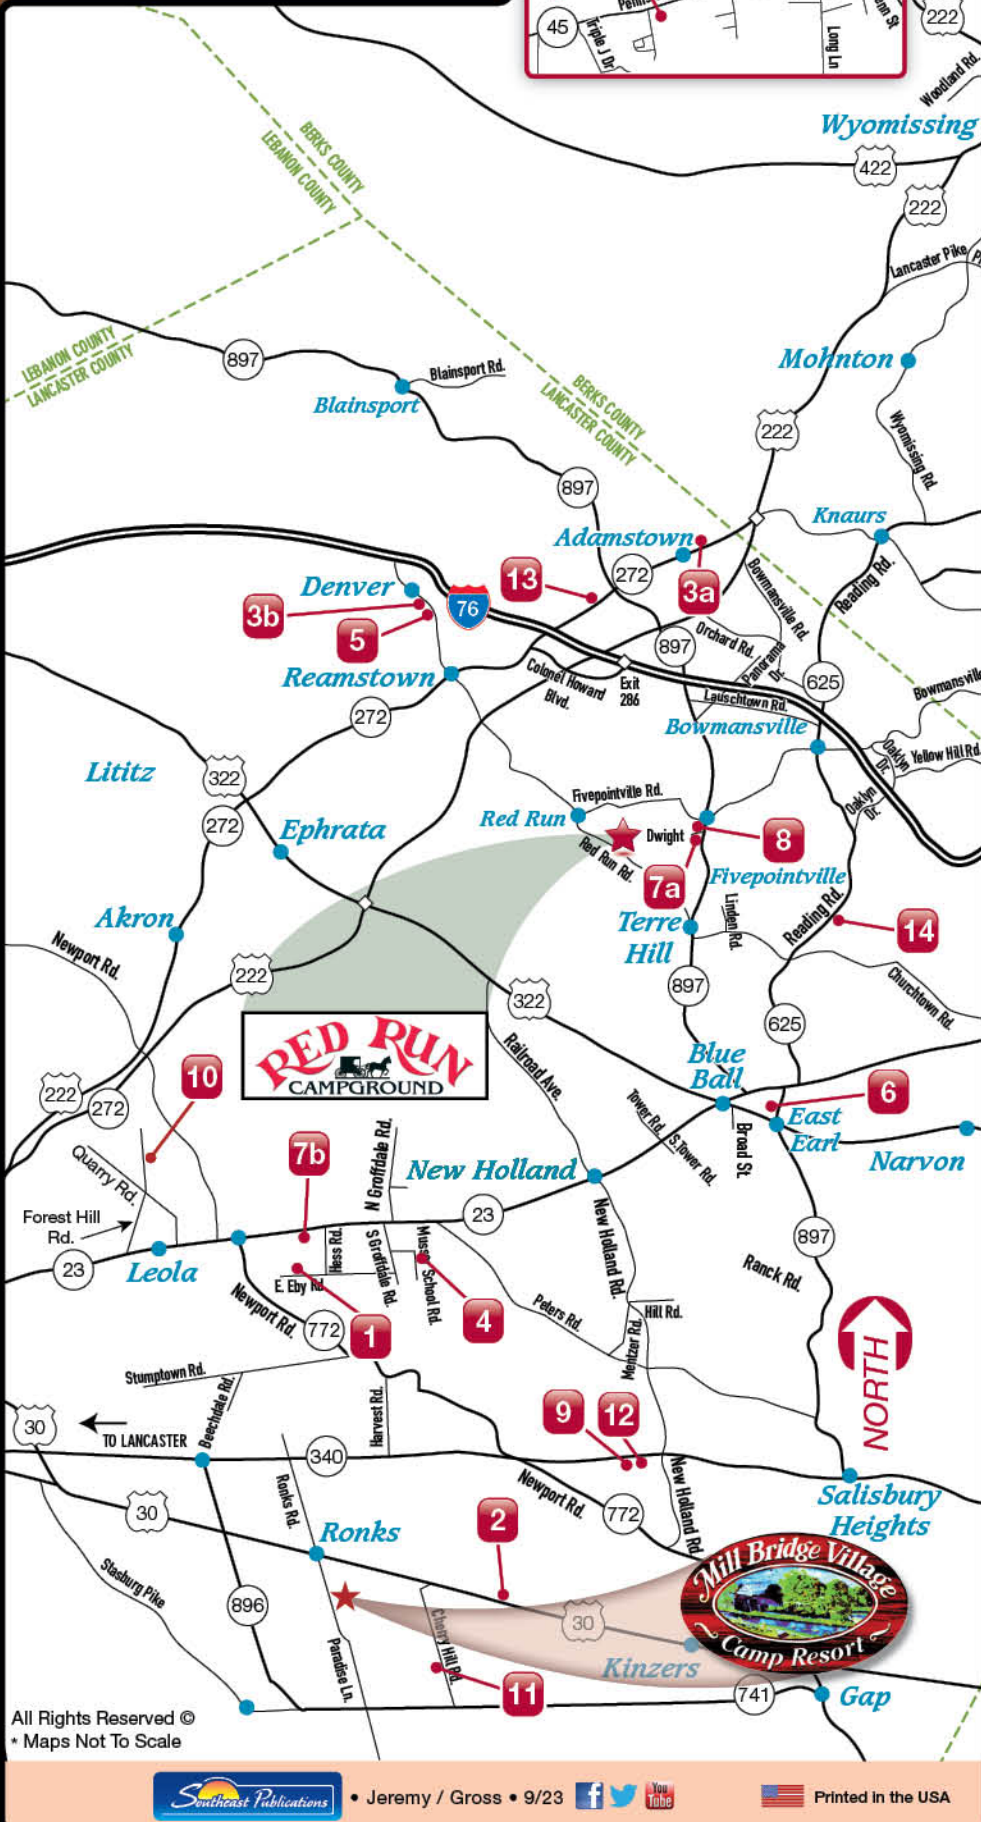 45
Triple J Dr
Long Ln
enn St
222
Woodland Rd.
Wyomissing
422
222
BERKS COUNTY
LEBANON COUNTY
Lancaster Pike
LEBANON COUNTY
LANCASTER COUNTY
897
Blainsport Rd.
Blainsport
Mohnton
BERKS COUNTY
LANCASTER COUNTY
222
Wyomissing Rd.
897
Knaurs
Adamstown
272
13
3a
Denver
76
3b
5
Bowmansville Rd.
Reading Rd.
Orchard Rd.
Panorama
Dr.
897
625
Reamstown
Colonel Howard
Blvd.
Exit
286
Lauschtown Rd.
Bowmansville
272
Bowmansville
Oaklyn
Dr.
Yellow Hill Rd.
Lititz
322
272
Ephrata
Fivepointville Rd.
Red Run
Dwight
Red Run Rd.
8
7a
Fivepointville
Oaklyn
Dr.
Akron
Terre
Hill
Linden Rd.
Reading Rd.
14
Newport Rd.
222
322
897
Churchtown Rd.
625
RED RUN
CAMPGROUND
Railroad Ave.
Blue
Ball
10
222
272
6
Tower Rd.
S. Tower Rd.
Broad St.
East
Earl
Narvon
7b
N Groffdale Rd.
New Holland
Quarry Rd.
Forest Hill
Rd.
23
23
Leola
Hess Rd.
S Groffdale Rd.
School Rd.
E. Eby Rd
New Holland Rd.
897
Ranck Rd.
Newport Rd.
772
1
4
Peters Rd.
Hill Rd.
Mentzer Rd.
NORTH
Stumptown Rd.
Beechdale Rd.
Harvest Rd.
30
TO LANCASTER
9
12
340
Ronks Rd.
Newport Rd.
772
New Holland Rd.
Salisbury
Heights
30
Ronks
2
Stasburg Pike
896
Cherry Hill Rd.
30
Mill Bridge Village
Camp Resort
Kinzers
Paradise Ln.
11
741
Gap
All Rights Reserved ©
* Maps Not To Scale
Southeast Publications
• Jeremy / Gross • 9/23
f
You
Tube
Printed in the USA